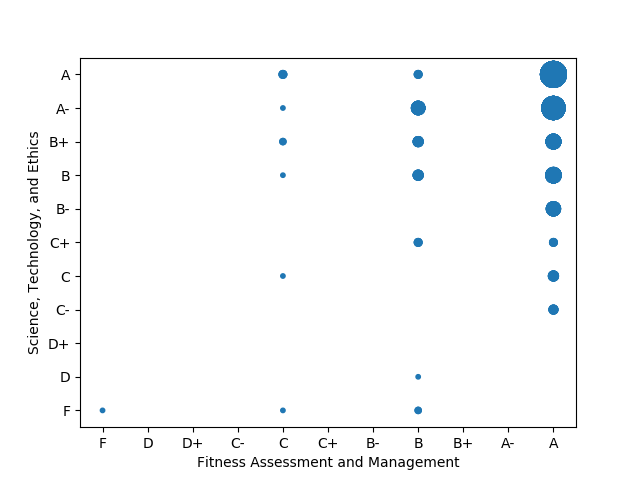 Science, Technology, and Ethics
A
A-
B+
B
B-
C+
C
C-
D+
D
F
F
D
D+
C-
C
C+
B-
B
B+
A-
A
Fitness Assessment and Management